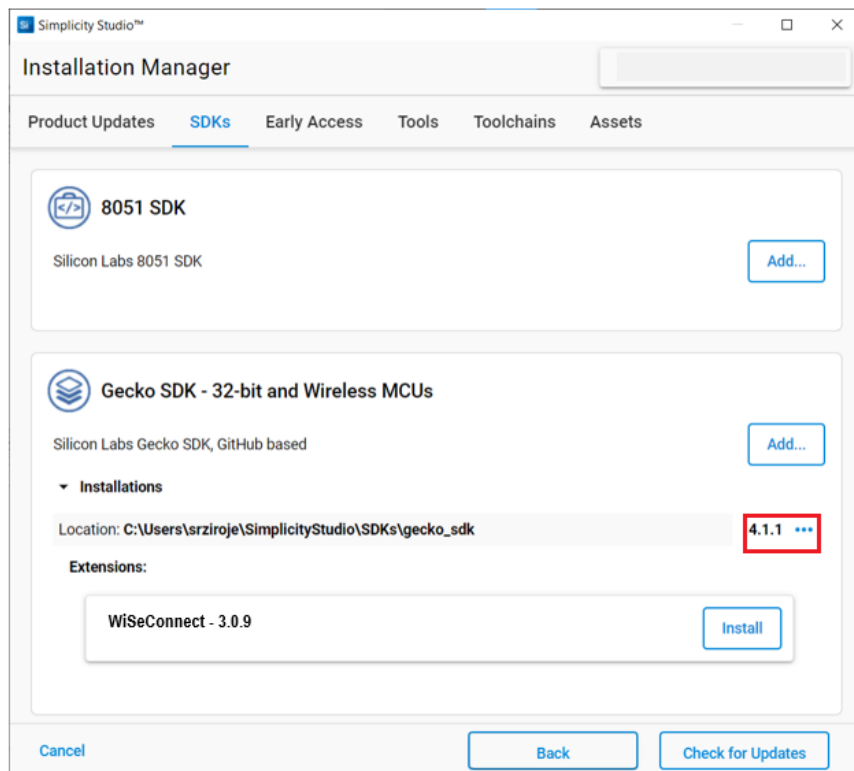 Si Simplicity Studio™
Installation Manager
Product Updates SDKs Early Access Tools Toolchains Assets
8051 SDK
Silicon Labs 8051 SDK
Add...
Gecko SDK - 32-bit and Wireless MCUs
Silicon Labs Gecko SDK, GitHub based
Add...
Installations
Location: C:\Users\srziroje\SimplicityStudio\SDKs\gecko_sdk 4.1.1 •••
Extensions:
WiSeConnect - 3.0.9
Install
Cancel Back Check for Updates